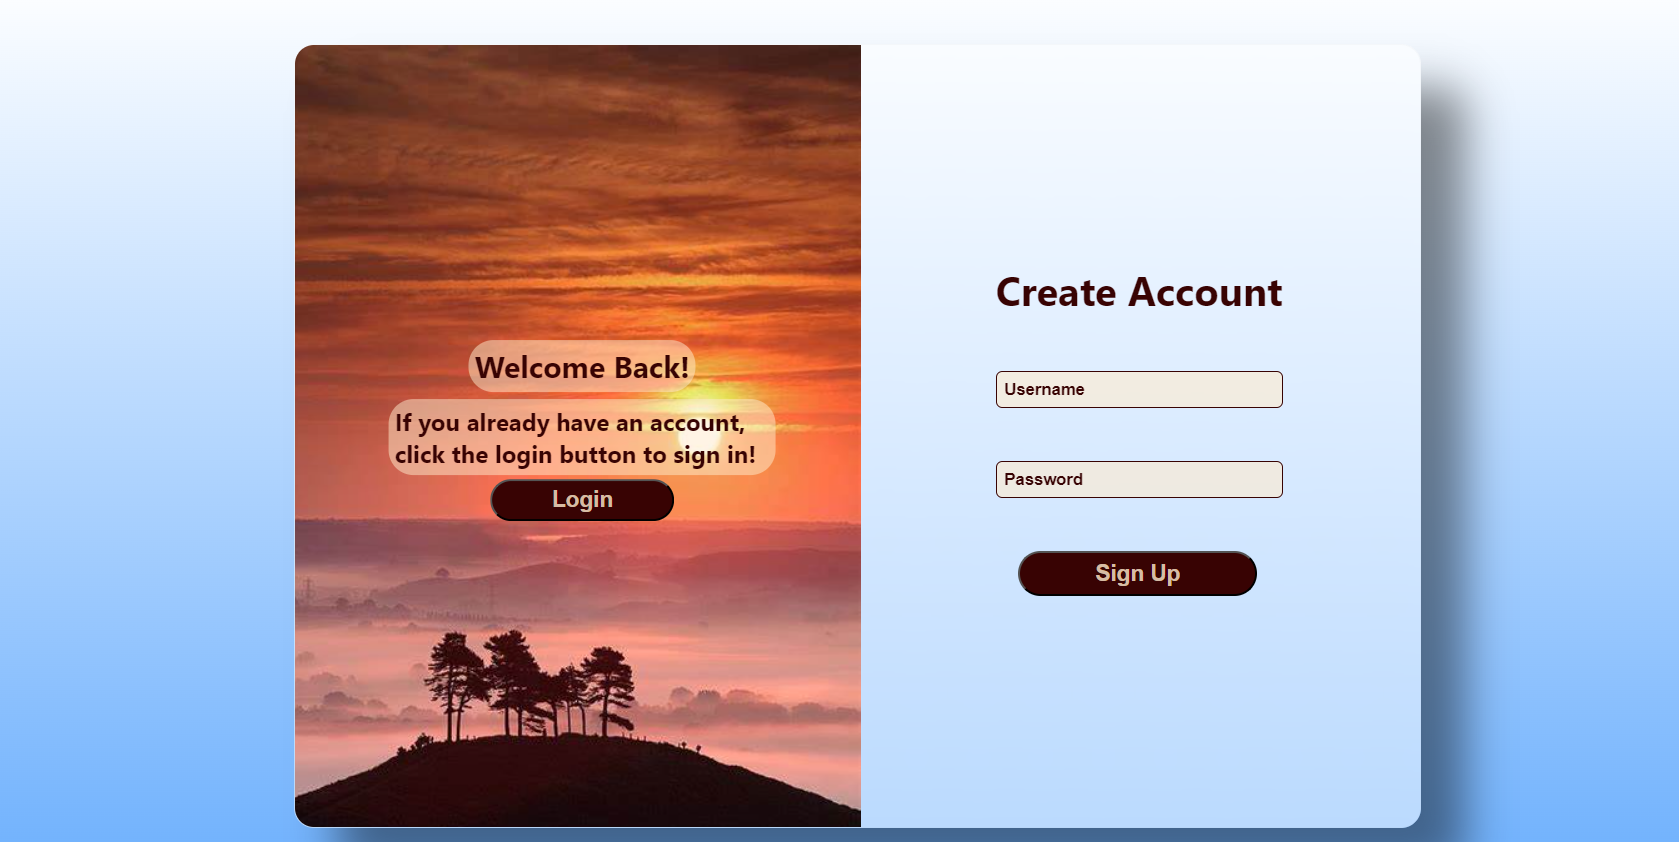 Welcome Back!
If you already have an account,
click the login button to sign in!
Login
Create Account
Username
Password
Sign Up